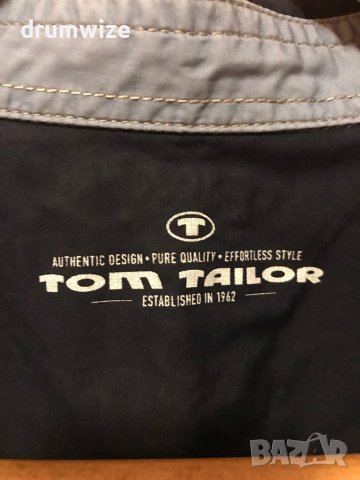 drumwize
T
AUTHENTIC DESIGN • PURE QUALITY • EFFORTLESS STYLE
TOM TAILOR
ESTABLISHED IN 1962
BAZAR